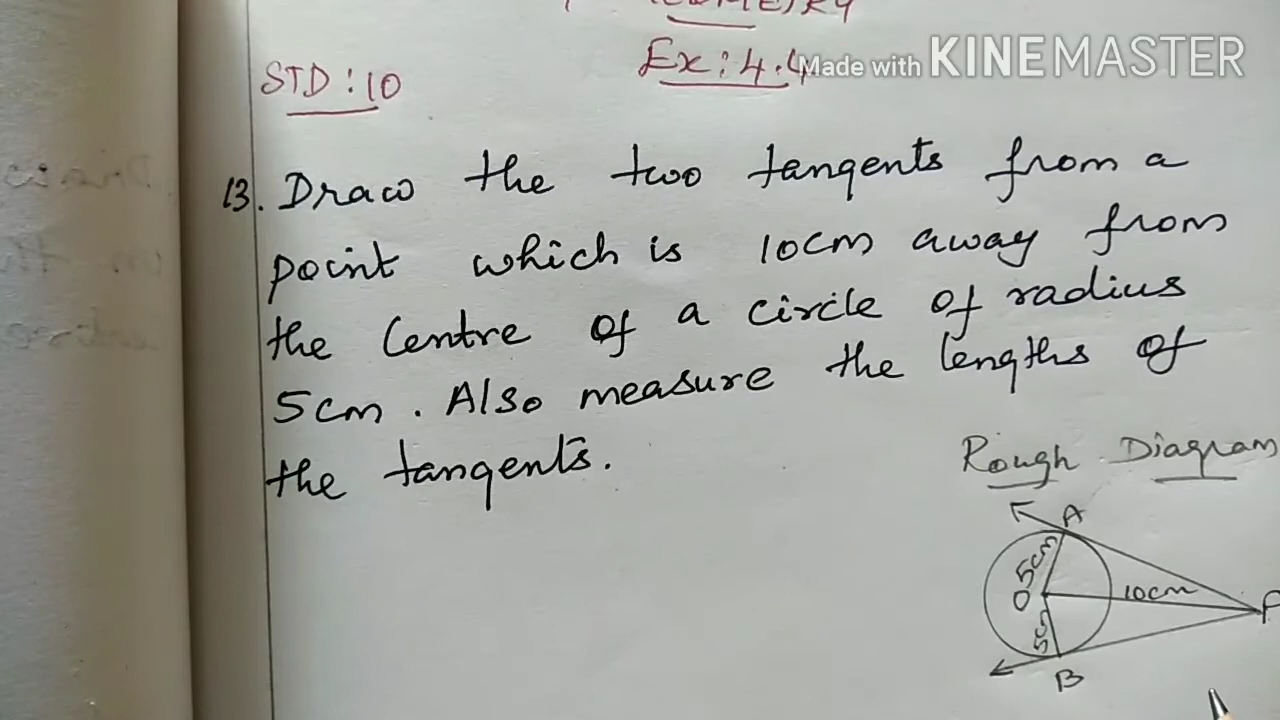 GEOMETRY
Ex: 4.4
Made with KINEMASTER
STD: 10
13. Draw the two tangents from a
point which is 10cm away from
the Centre of a circle of radius
5cm. Also measure the lengths of
the tangents.
Rough Diagram
A
5cm
O
10cm
P
5cm
B